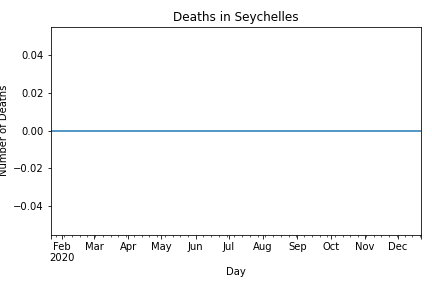 Deaths in Seychelles
Number of Deaths
0.04
0.02
0.00
−0.02
−0.04
Feb Mar Apr May Jun Jul Aug Sep Oct Nov Dec
2020
Day